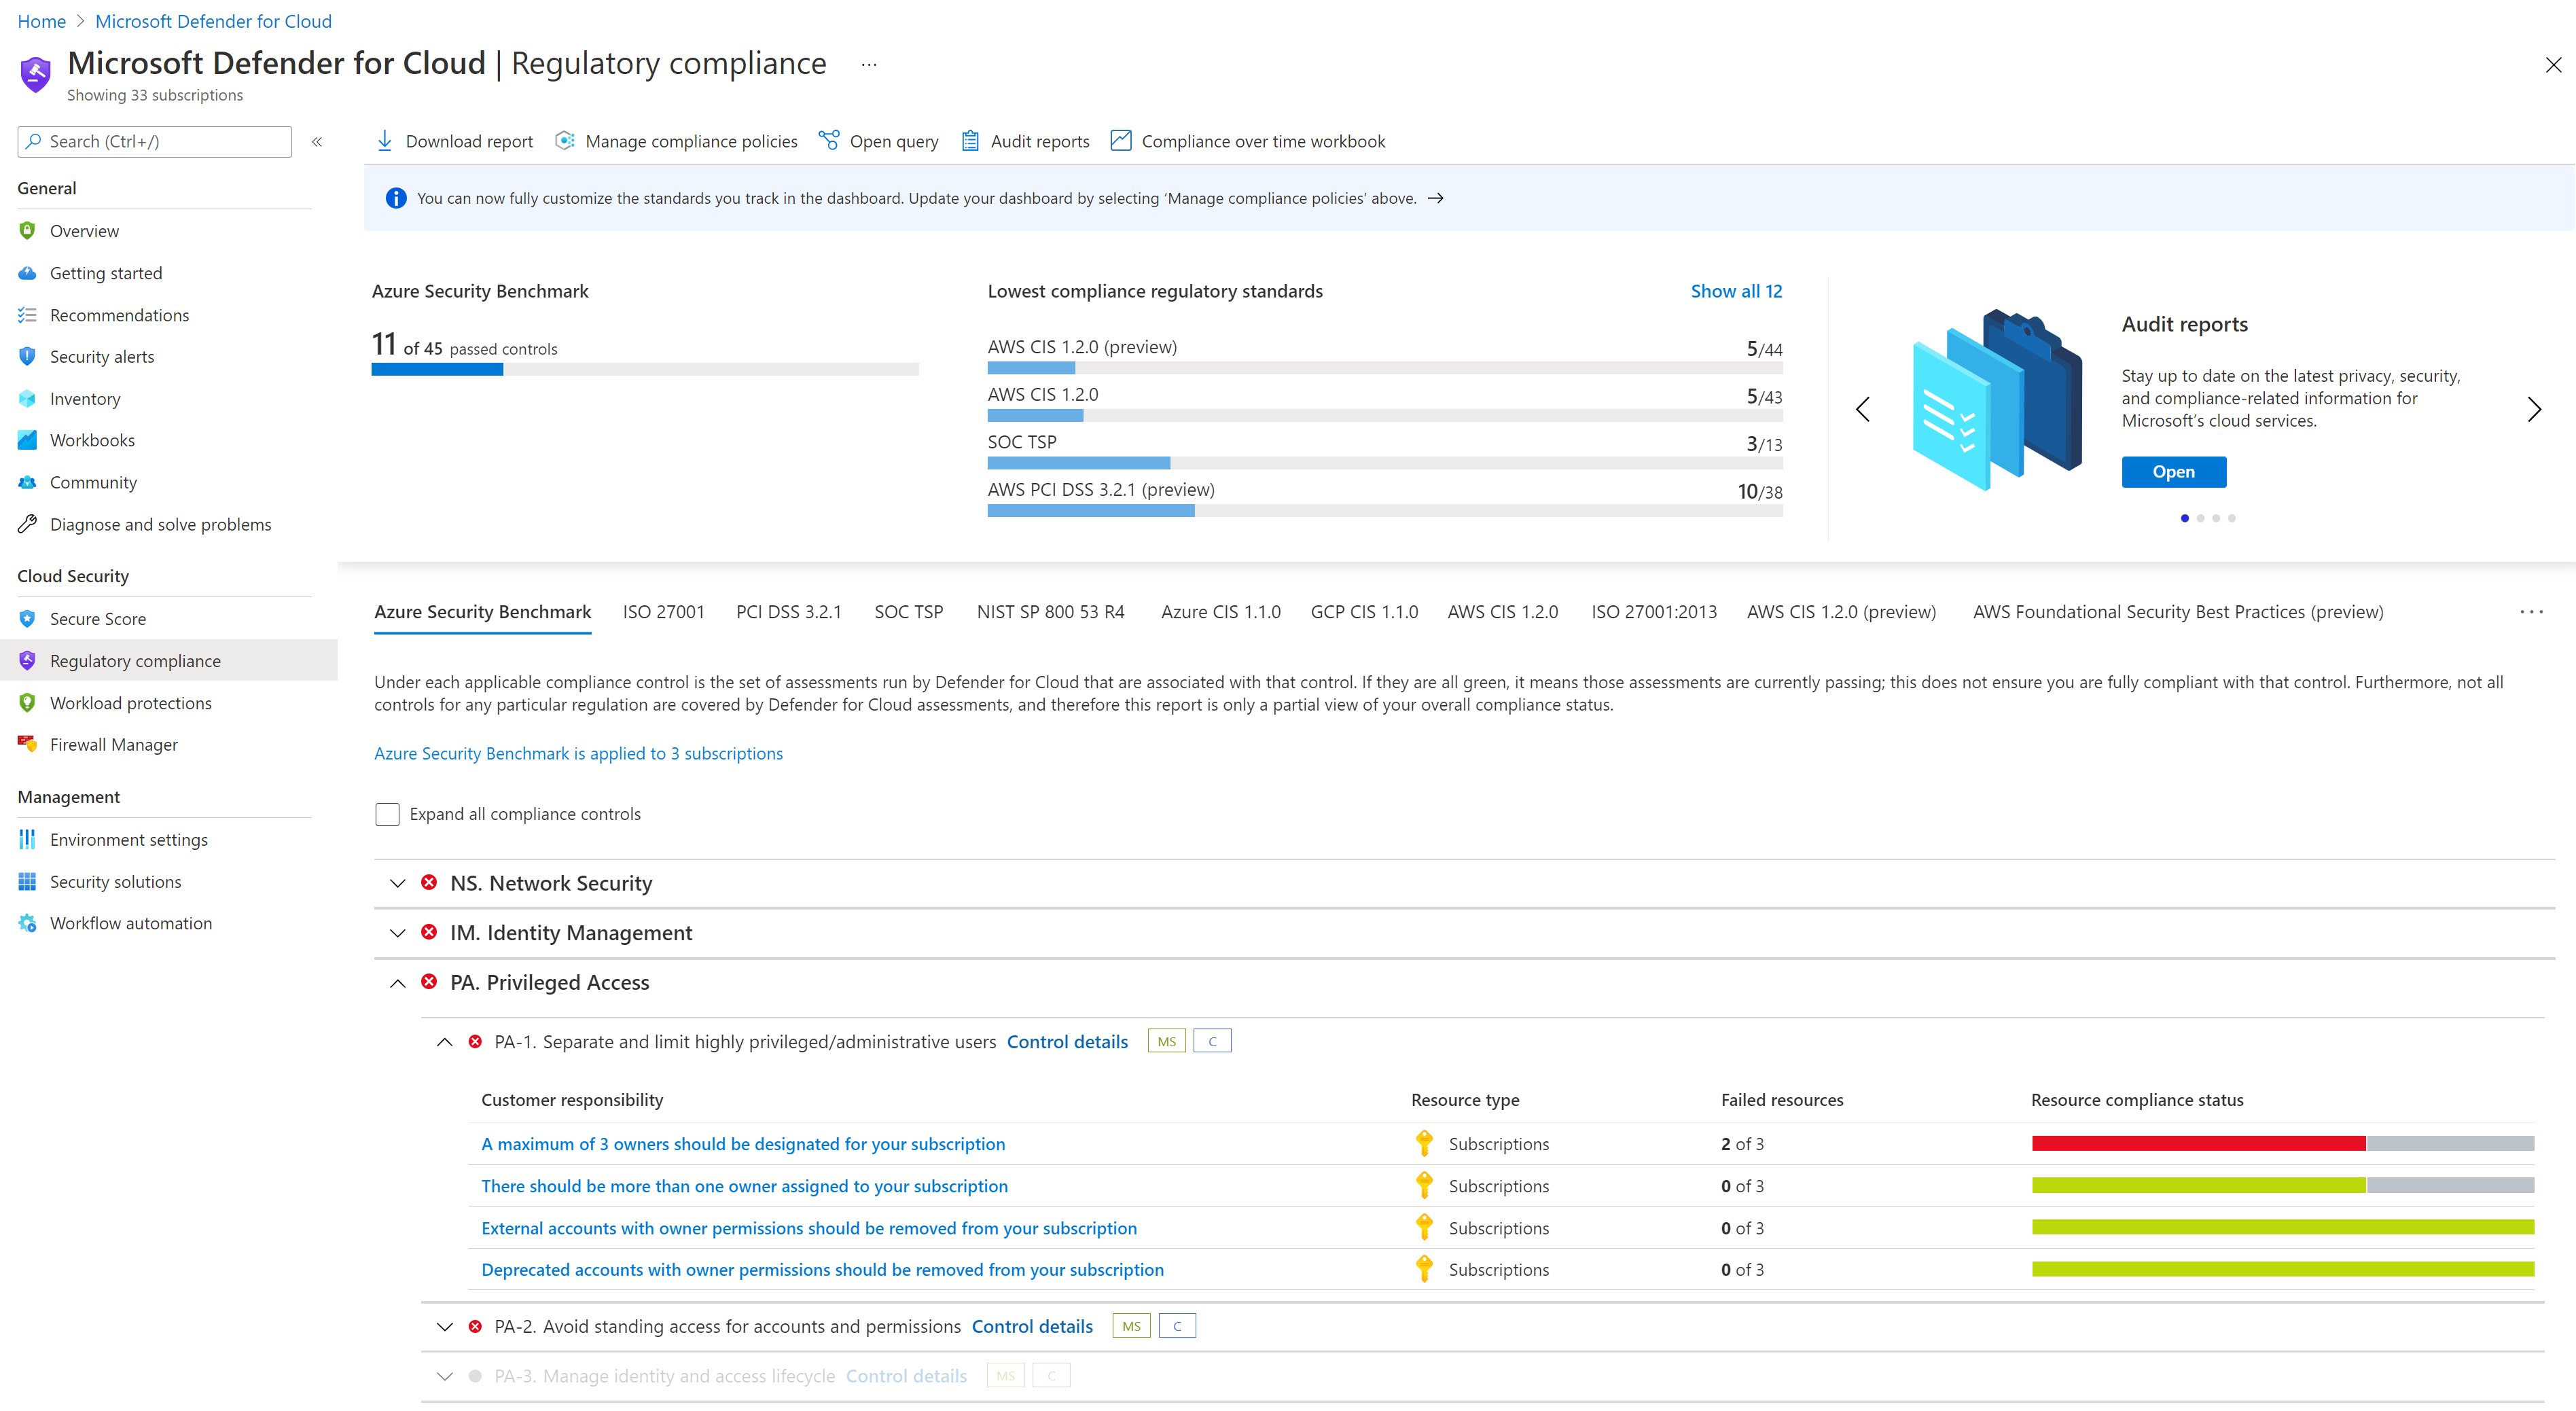 Home > Microsoft Defender for Cloud
Microsoft Defender for Cloud | Regulatory compliance ...
Showing 33 subscriptions
Search (Ctrl+/) «
General
Overview
Getting started
Recommendations
Security alerts
Inventory
Workbooks
Community
Diagnose and solve problems
Cloud Security
Secure Score
Regulatory compliance
Workload protections
Firewall Manager
Management
Environment settings
Security solutions
Workflow automation
Download report Manage compliance policies Open query Audit reports Compliance over time workbook
You can now fully customize the standards you track in the dashboard. Update your dashboard by selecting ‘Manage compliance policies’ above. →
Azure Security Benchmark
11 of 45 passed controls
Lowest compliance regulatory standards Show all 12
AWS CIS 1.2.0 (preview) 5/44
AWS CIS 1.2.0 5/43
SOC TSP 3/13
AWS PCI DSS 3.2.1 (preview) 10/38
Audit reports
Stay up to date on the latest privacy, security,
and compliance-related information for
Microsoft’s cloud services.
Open
Azure Security Benchmark ISO 27001 PCI DSS 3.2.1 SOC TSP NIST SP 800 53 R4 Azure CIS 1.1.0 GCP CIS 1.1.0 AWS CIS 1.2.0 ISO 27001:2013 AWS CIS 1.2.0 (preview) AWS Foundational Security Best Practices (preview) ...
Under each applicable compliance control is the set of assessments run by Defender for Cloud that are associated with that control. If they are all green, it means those assessments are currently passing; this does not ensure you are fully compliant with that control. Furthermore, not all
controls for any particular regulation are covered by Defender for Cloud assessments, and therefore this report is only a partial view of your overall compliance status.
Azure Security Benchmark is applied to 3 subscriptions
Expand all compliance controls
NS. Network Security
IM. Identity Management
PA. Privileged Access
PA-1. Separate and limit highly privileged/administrative users Control details MS C
Customer responsibility Resource type Failed resources Resource compliance status
A maximum of 3 owners should be designated for your subscription Subscriptions 2 of 3
There should be more than one owner assigned to your subscription Subscriptions 0 of 3
External accounts with owner permissions should be removed from your subscription Subscriptions 0 of 3
Deprecated accounts with owner permissions should be removed from your subscription Subscriptions 0 of 3
PA-2. Avoid standing access for accounts and permissions Control details MS C
PA-3. Manage identity and access lifecycle Control details MS C